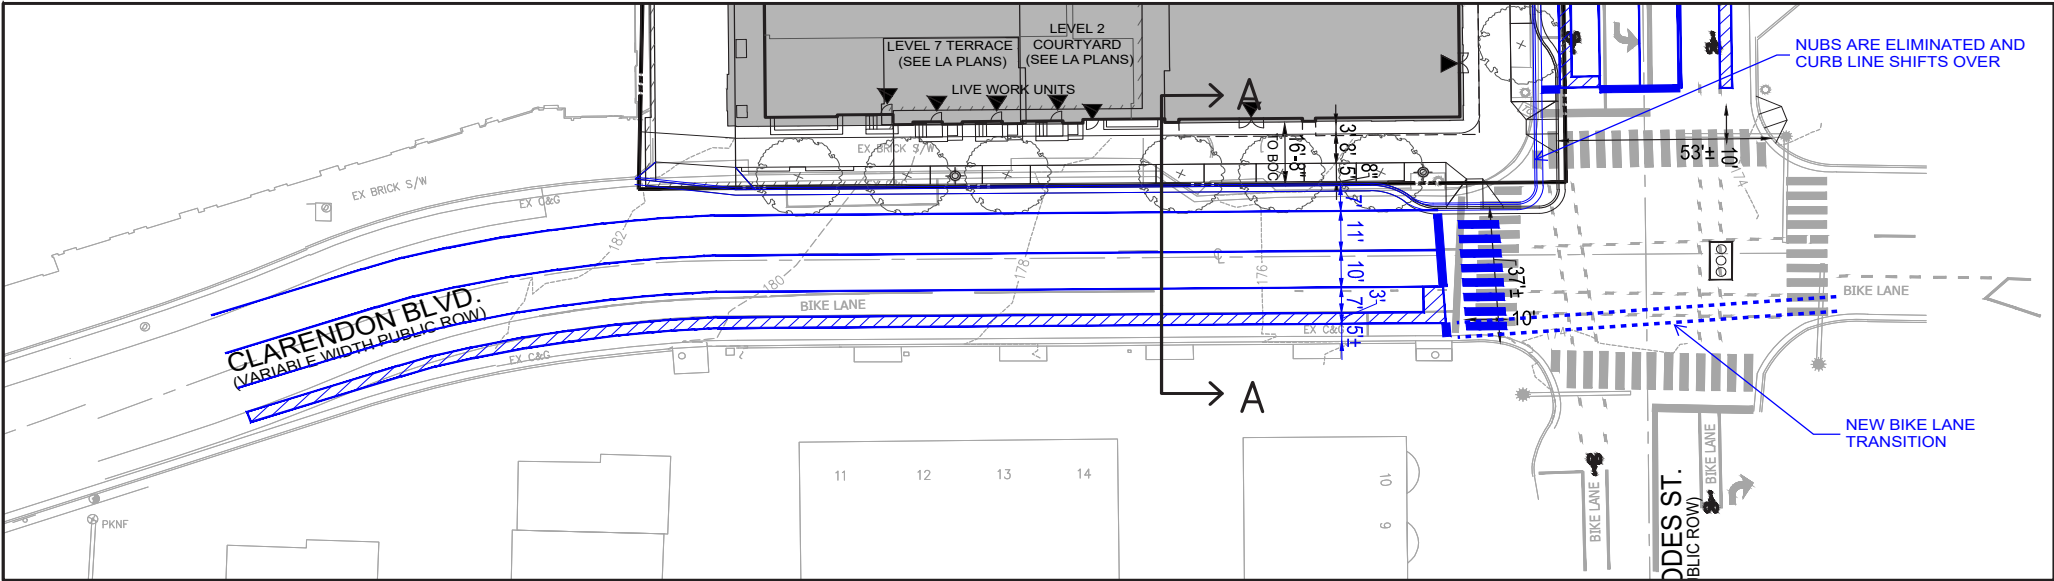 LEVEL 7 TERRACE
(SEE LA PLANS)
LEVEL 2
COURTYARD
(SEE LA PLANS)
LIVE WORK UNITS
NUBS ARE ELIMINATED AND
CURB LINE SHIFTS OVER
A
EX BRICK S/W
EX BRICK S/W
EX C&G
16'-8"
TO BOC
3'
8'
5'
8"
53'±
10'
174
182
180
178
176
7'
11'
10'
3'
7'
5'±
37'±
10'
BIKE LANE
BIKE LANE
EX C&G
EX C&G
CLARENDON BLVD.
(VARIABLE WIDTH PUBLIC ROW)
A
NEW BIKE LANE
TRANSITION
11
12
13
14
10
9
PKNF
BIKE LANE
BIKE LANE
ODES ST.
BLIC ROW)